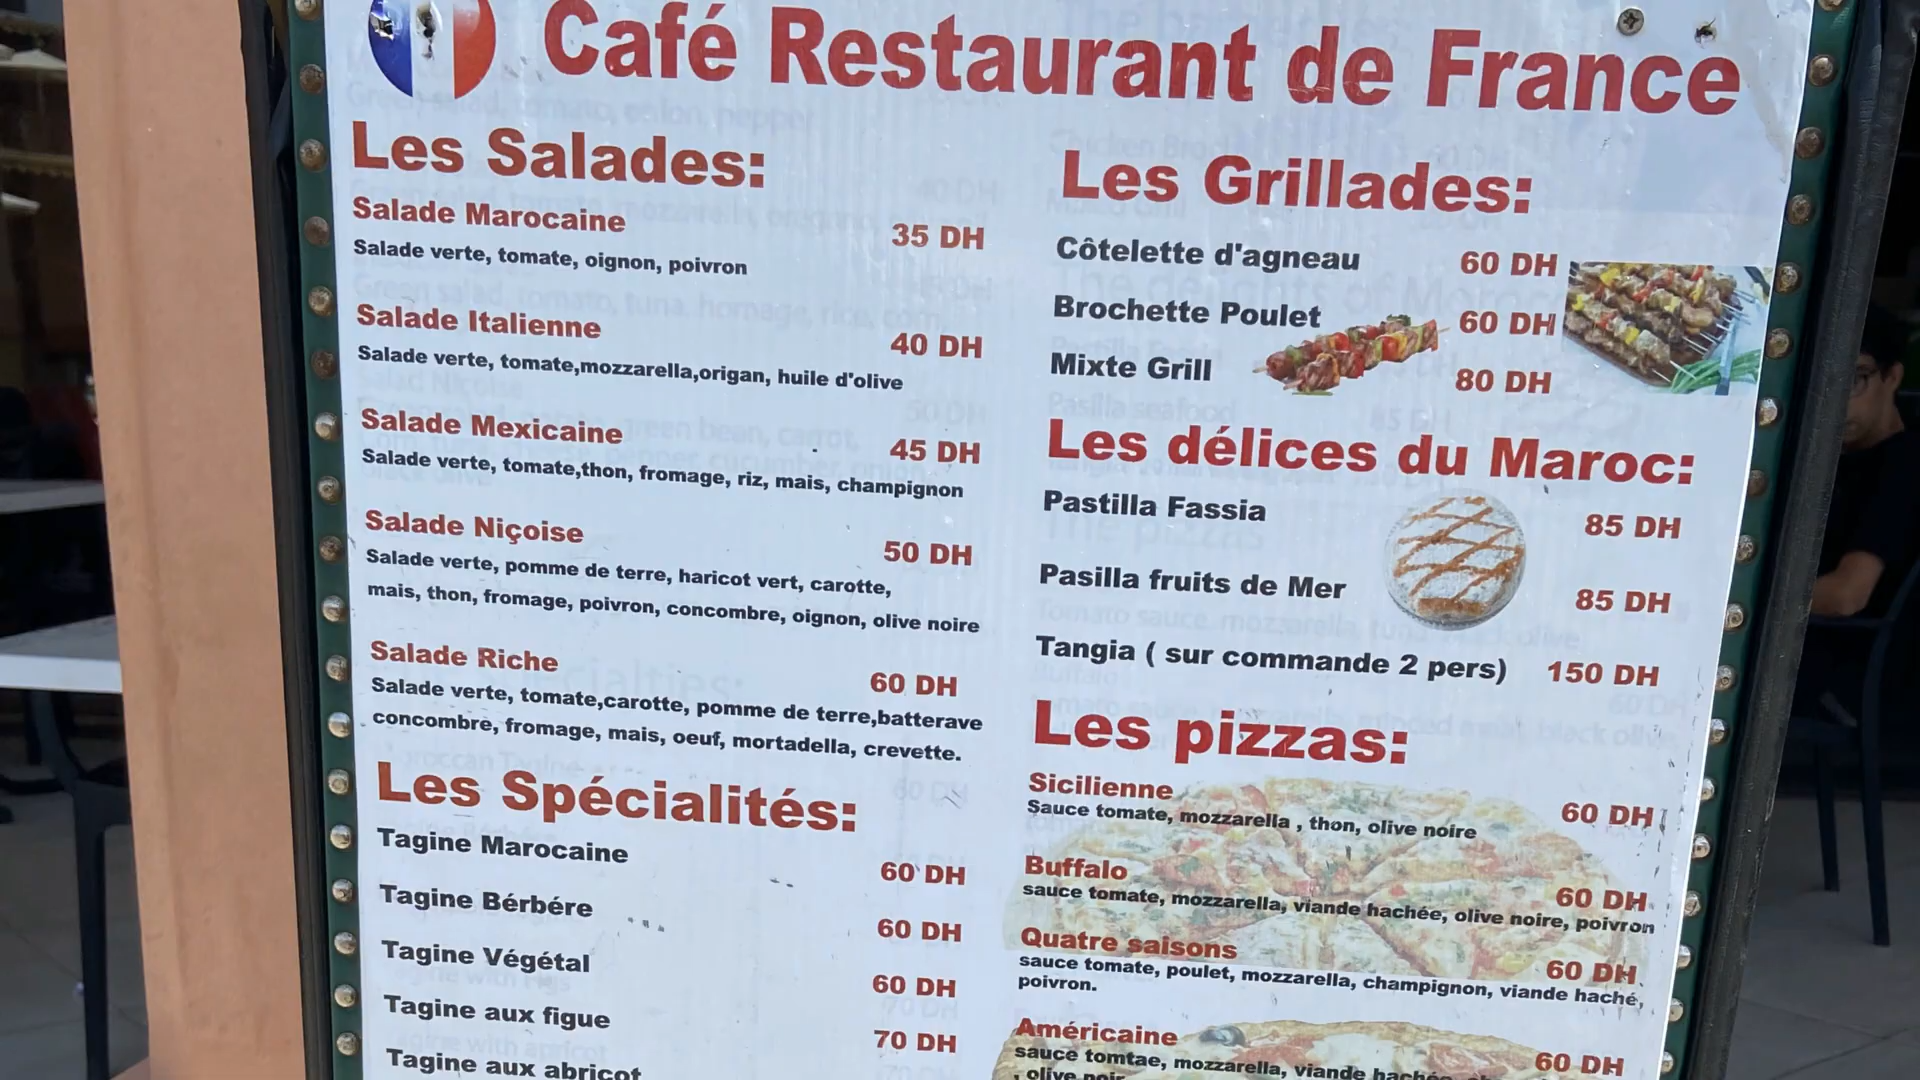 Café Restaurant de France
Les Salades:
Salade Marocaine
35 DH
Salade verte, tomate, oignon, poivron
Salade Italienne
40 DH
Salade verte, tomate,mozzarella,origan, huile d'olive
Salade Mexicaine
45 DH
Salade verte, tomate,thon, fromage, riz, mais, champignon
Salade Niçoise
50 DH
Salade verte, pomme de terre, haricot vert, carotte,
mais, thon, fromage, poivron, concombre, oignon, olive noire
Salade Riche
60 DH
Salade verte, tomate,carotte, pomme de terre,batterave
concombre, fromage, mais, oeuf, mortadella, crevette.
Les Spécialités:
Tagine Marocaine
60 DH
Tagine Bérbére
60 DH
Tagine Végétal
60 DH
Tagine aux figue
70 DH
Tagine aux abricot
Les Grillades:
Côtelette d'agneau 60 DH
Brochette Poulet 60 DH
Mixte Grill 80 DH
Les délices du Maroc:
Pastilla Fassia 85 DH
Pasilla fruits de Mer 85 DH
Tangia ( sur commande 2 pers) 150 DH
Les pizzas:
Sicilienne
60 DH
Sauce tomate, mozzarella , thon, olive noire
Buffalo
60 DH
sauce tomate, mozzarella, viande hachée, olive noire, poivron
Quatre saisons
60 DH
sauce tomate, poulet, mozzarella, champignon, viande haché,
poivron.
Américaine
60 DH
sauce tomtae, mozzarella, viande hachée,
, olive noir